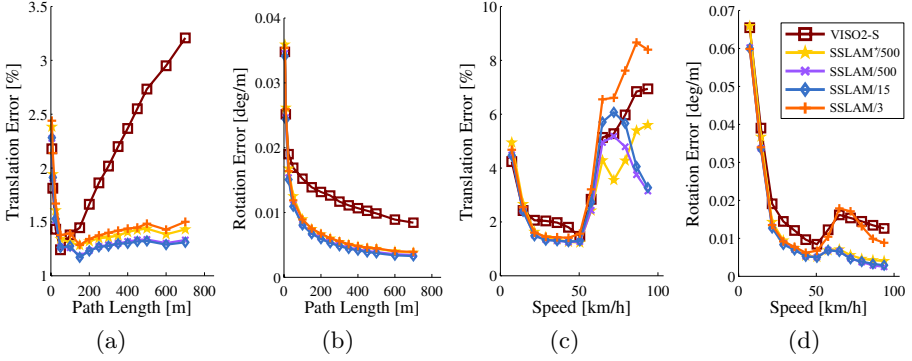 Translation Error [%]
3.5
3
2.5
2
1.5
1
0
200
400
600
800
Path Length [m]
(a)
Rotation Error [deg/m]
0.04
0.03
0.02
0.01
0.00
0
200
400
600
800
Path Length [m]
(b)
Translation Error [%]
10
8
6
4
2
0
0
50
100
Speed [km/h]
(c)
Rotation Error [deg/m]
0.07
0.06
0.05
0.04
0.03
0.02
0.01
0
0
50
100
Speed [km/h]
(d)
VISO2-S
SSLAM*/500
SSLAM/500
SSLAM/15
SSLAM/3